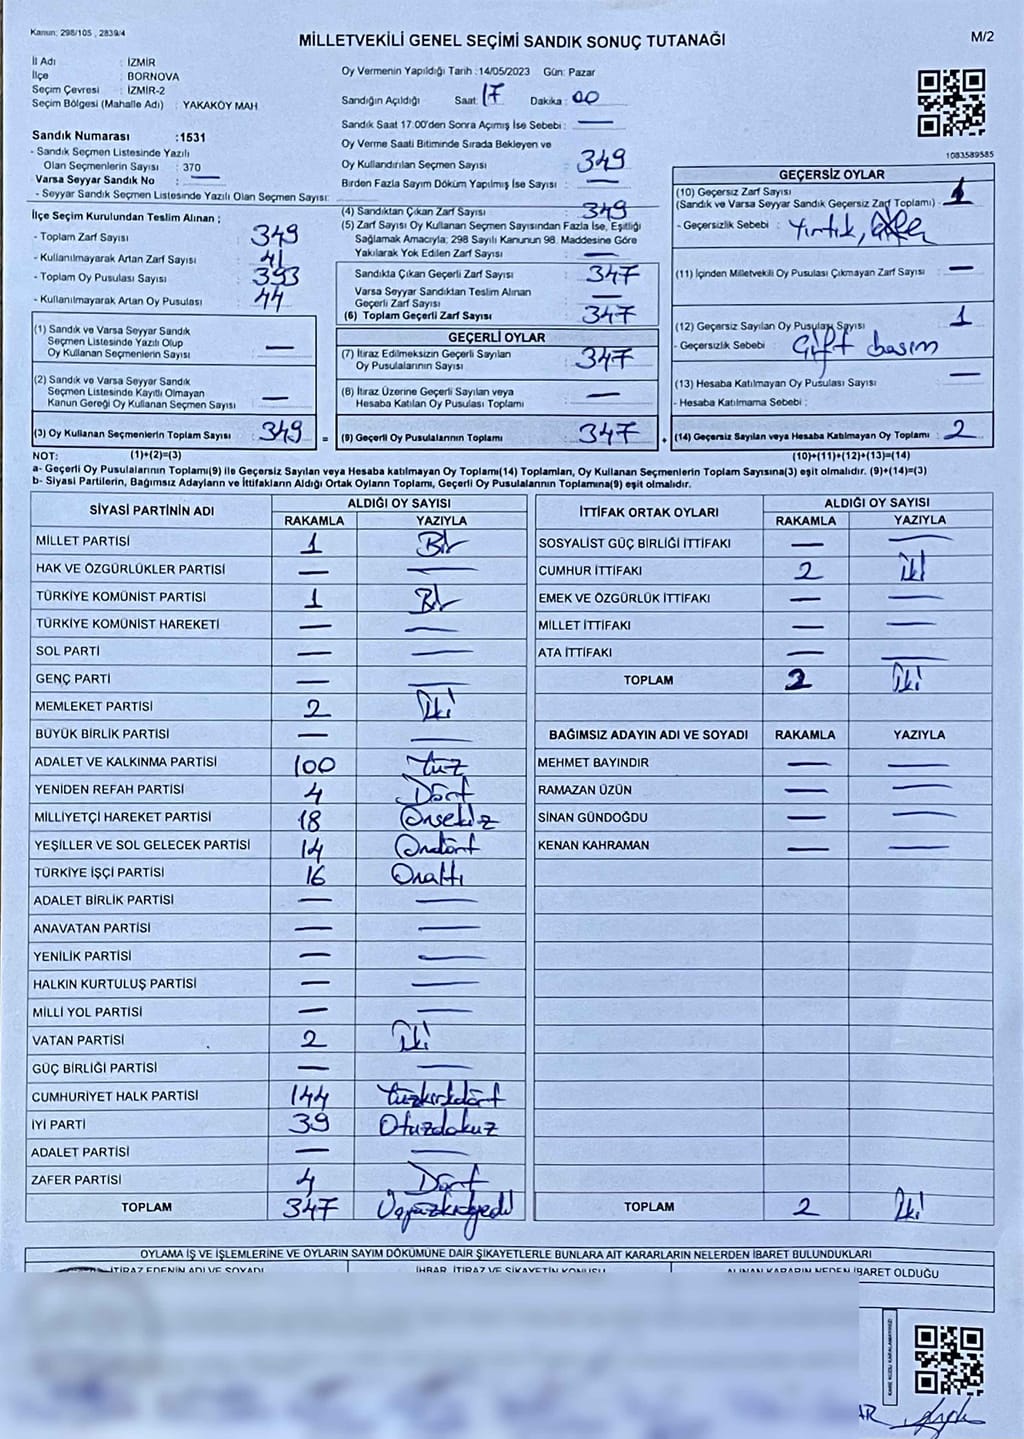 Kanun: 298/105 , 2839/4
MİLLETVEKİLİ GENEL SEÇİMİ SANDIK SONUÇ TUTANAĞI
M/2
İl Adı : İZMİR
İlçe : BORNOVA
Seçim Çevresi : İZMİR-2
Seçim Bölgesi (Mahalle Adı) : YAKAKÖY MAH
Sandık Numarası :1531
- Sandık Seçmen Listesinde Yazılı
Olan Seçmenlerin Sayısı : 370
Varsa Seyyar Sandık No : —
- Seyyar Sandık Seçmen Listesinde Yazılı Olan Seçmen Sayısı:
İlçe Seçim Kurulundan Teslim Alınan ;
- Toplam Zarf Sayısı : 349
- Kullanılmayarak Artan Zarf Sayısı : 41
- Toplam Oy Pusulası Sayısı : 393
- Kullanılmayarak Artan Oy Pusulası : 44
Oy Vermenin Yapıldığı Tarih :14/05/2023 Gün: Pazar
Sandığın Açıldığı Saat: 17 Dakika : 00
Sandık Saat 17.00'den Sonra Açımış İse Sebebi : —
Oy Verme Saati Bitiminde Sırada Bekleyen ve
Oy Kullandırılan Seçmen Sayısı : 349
Birden Fazla Sayım Döküm Yapılmış İse Sayısı : —
(4) Sandıktan Çıkan Zarf Sayısı : 349
(5) Zarf Sayısı Oy Kullanan Seçmen Sayısından Fazla İse, Eşitliği
Sağlamak Amacıyla; 298 Sayılı Kanunun 98. Maddesine Göre
Yakılarak Yok Edilen Zarf Sayısı : —
Sandıkta Çıkan Geçerli Zarf Sayısı : 347
Varsa Seyyar Sandıktan Teslim Alınan
Geçerli Zarf Sayısı : —
(6) Toplam Geçerli Zarf Sayısı : 347
1083589585
GEÇERSİZ OYLAR
(10) Geçersiz Zarf Sayısı
(Sandık ve Varsa Seyyar Sandık Geçersiz Zarf Toplamı) - 1
- Geçersizlik Sebebi : Yırtık,
(11) İçinden Milletvekili Oy Pusulası Çıkmayan Zarf Sayısı : —
(12) Geçersiz Sayılan Oy Pusulası Sayısı : 1
- Geçersizlik Sebebi : Çift basım
(13) Hesaba Katılmayan Oy Pusulası Sayısı : —
- Hesaba Katılmama Sebebi :
(14) Geçersiz Sayılan veya Hesaba Katılmayan Oy Toplamı : 2
(1) Sandık ve Varsa Seyyar Sandık
Seçmen Listesinde Yazılı Olup
Oy Kullanan Seçmenlerin Sayısı : —
(2) Sandık ve Varsa Seyyar Sandık
Seçmen Listesinde Kayıtlı Olmayan
Kanun Gereği Oy Kullanan Seçmen Sayısı : —
(3) Oy Kullanan Seçmenlerin Toplam Sayısı : 349 =
GEÇERLİ OYLAR
(7) İtiraz Edilmeksizin Geçerli Sayılan
Oy Pusulalarının Sayısı : 347
(8) İtiraz Üzerine Geçerli Sayılan veya
Hesaba Katılan Oy Pusulası Toplamı : —
(9) Geçerli Oy Pusulalarının Toplamı : 347 +
NOT: (1)+(2)=(3) (10)+(11)+(12)+(13)=(14)
a- Geçerli Oy Pusulalarının Toplamı(9) ile Geçersiz Sayılan veya Hesaba katılmayan Oy Toplamı(14) Toplamları, Oy Kullanan Seçmenlerin Toplam Sayısına(3) eşit olmalıdır. (9)+(14)=(3)
b- Siyasi Partilerin, Bağımsız Adayların ve İttifakların Aldığı Ortak Oyların Toplamı, Geçerli Oy Pusulalarının Toplamına(9) eşit olmalıdır.
SİYASİ PARTİNİN ADI ALDIĞI OY SAYISI
RAKAMLA YAZIYLA
MİLLET PARTİSİ 1 Bir
HAK VE ÖZGÜRLÜKLER PARTİSİ — —
TÜRKİYE KOMÜNİST PARTİSİ 1 Bir
TÜRKİYE KOMÜNİST HAREKETİ — —
SOL PARTİ — —
GENÇ PARTİ — —
MEMLEKET PARTİSİ 2 İki
BÜYÜK BİRLİK PARTİSİ — —
ADALET VE KALKINMA PARTİSİ 100 Yüz
YENİDEN REFAH PARTİSİ 4 Dört
MİLLİYETÇİ HAREKET PARTİSİ 18 Onsekiz
YEŞİLLER VE SOL GELECEK PARTİSİ 14 Ondört
TÜRKİYE İŞÇİ PARTİSİ 16 Onaltı
ADALET BİRLİK PARTİSİ — —
ANAVATAN PARTİSİ — —
YENİLİK PARTİSİ — —
HALKIN KURTULUŞ PARTİSİ — —
MİLLİ YOL PARTİSİ — —
VATAN PARTİSİ 2 İki
GÜÇ BİRLİĞİ PARTİSİ — —
CUMHURİYET HALK PARTİSİ 144 Yüzkırkdört
İYİ PARTİ 39 Otuzdokuz
ADALET PARTİSİ — —
ZAFER PARTİSİ 4 Dört
TOPLAM 347 Üçyüzkırkyedi
İTTİFAK ORTAK OYLARI ALDIĞI OY SAYISI
RAKAMLA YAZIYLA
SOSYALİST GÜÇ BİRLİĞİ İTTİFAKI — —
CUMHUR İTTİFAKI 2 iki
EMEK VE ÖZGÜRLÜK İTTİFAKI — —
MİLLET İTTİFAKI — —
ATA İTTİFAKI — —
TOPLAM 2 İki
BAĞIMSIZ ADAYIN ADI VE SOYADI RAKAMLA YAZIYLA
MEHMET BAYINDIR — —
RAMAZAN ÜZÜN — —
SİNAN GÜNDOĞDU — —
KENAN KAHRAMAN — —
TOPLAM 2 İki
OYLAMA İŞ VE İŞLEMLERİNE VE OYLARIN SAYIM DÖKÜMÜNE DAİR ŞİKAYETLERLE BUNLARA AİT KARARLARIN NELERDEN İBARET BULUNDUKLARI
İTİRAZ EDENİN ADI VE SOYADI İHBAR, İTİRAZ VE ŞİKAYETİN KONUSU ALINAN KARARIN NEDEN İBARET OLDUĞU
KARE KODU KARALAMAYINIZ!
AR